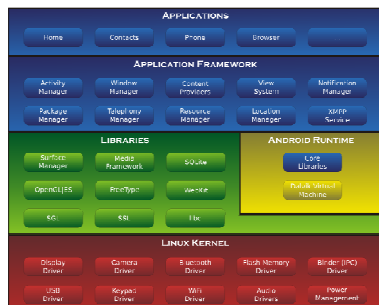 APPLICATIONS
Home Contacts Phone Browser
APPLICATION FRAMEWORK
Activity Manager Window Manager Content Providers View System Notification Manager
Package Manager Telephony Manager Resource Manager Location Manager XMPP Service
LIBRARIES
Surface Manager Media Framework SQLite
OpenGL|ES FreeType WebKit
SGL SSL libc
ANDROID RUNTIME
Core Libraries
Dalvik Virtual Machine
LINUX KERNEL
Display Driver Camera Driver Bluetooth Driver Flash Memory Driver Binder (IPC) Driver
USB Driver Keypad Driver WiFi Driver Audio Drivers Power Management